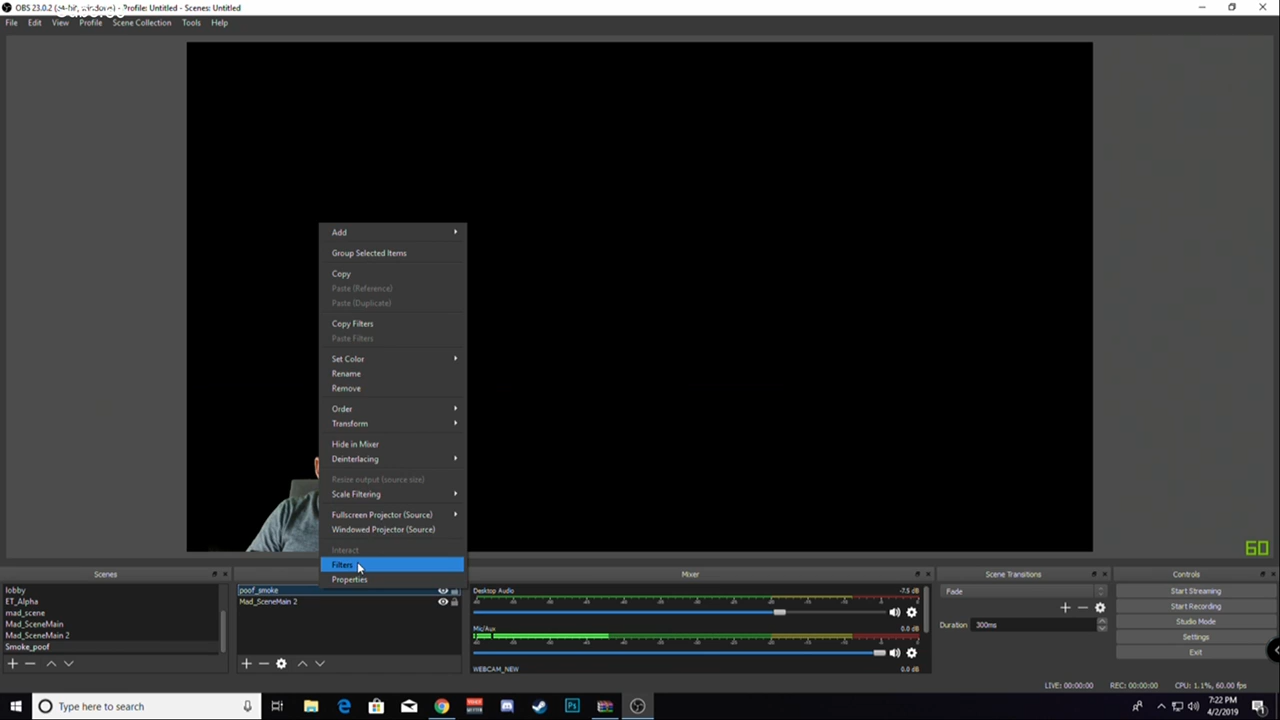 OBS 23.0.2 (64-bit, windows) - Profile: Untitled - Scenes: Untitled
File Edit View Profile Scene Collection Tools Help
Add
Group Selected Items
Copy
Paste (Reference)
Paste (Duplicate)
Copy Filters
Paste Filters
Set Color
Rename
Remove
Order
Transform
Hide in Mixer
Deinterlacing
Resize output (source size)
Scale Filtering
Fullscreen Projector (Source)
Windowed Projector (Source)
Interact
Filters
Properties
60
Scenes
lobby
ET_Alpha
mad_scene
Mad_SceneMain
Mad_SceneMain 2
Smoke_poof
poof_smoke
Mad_SceneMain 2
Mixer
Desktop Audio -7.5 dB
Mic/Aux 0.0 dB
WEBCAM_NEW 0.0 dB
Scene Transitions
Fade
Duration 300ms
Controls
Start Streaming
Start Recording
Studio Mode
Settings
Exit
LIVE: 00:00:00 REC: 00:00:00 CPU: 1.1%, 60.00 fps
Type here to search
7:22 PM
4/2/2019